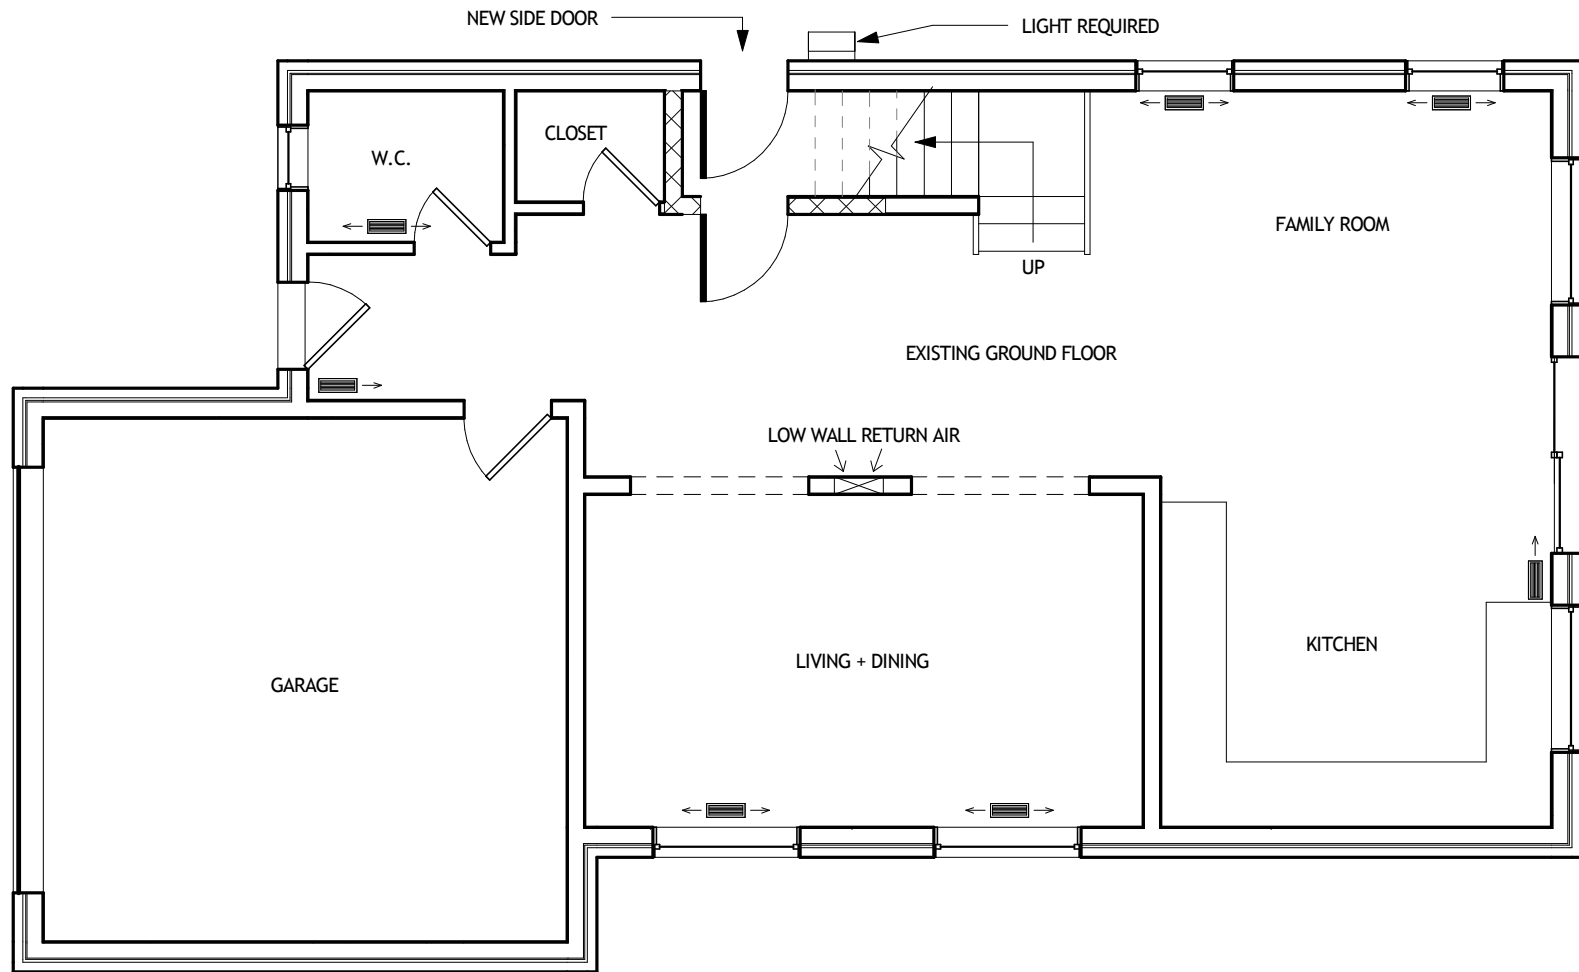 NEW SIDE DOOR
LIGHT REQUIRED
CLOSET
W.C.
FAMILY ROOM
UP
EXISTING GROUND FLOOR
LOW WALL RETURN AIR
KITCHEN
LIVING + DINING
GARAGE